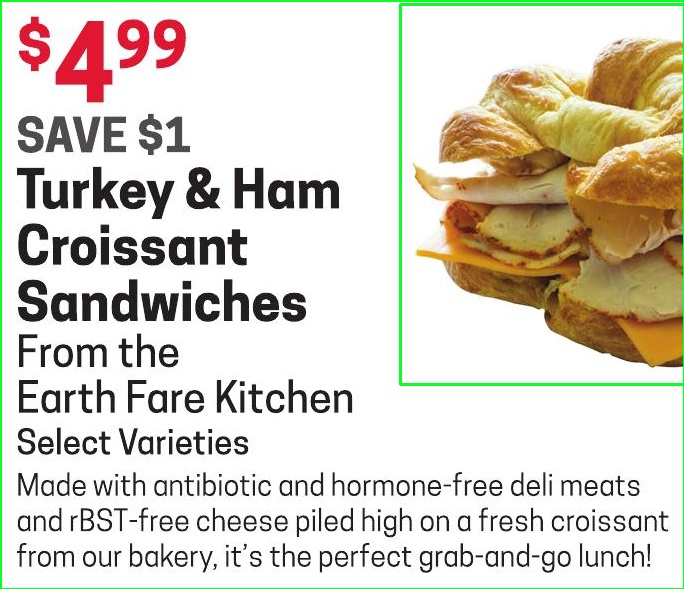 $4.99
SAVE $1
Turkey & Ham
Croissant
Sandwiches
From the
Earth Fare Kitchen
Select Varieties
Made with antibiotic and hormone-free deli meats
and rBST-free cheese piled high on a fresh croissant
from our bakery, it's the perfect grab-and-go lunch!